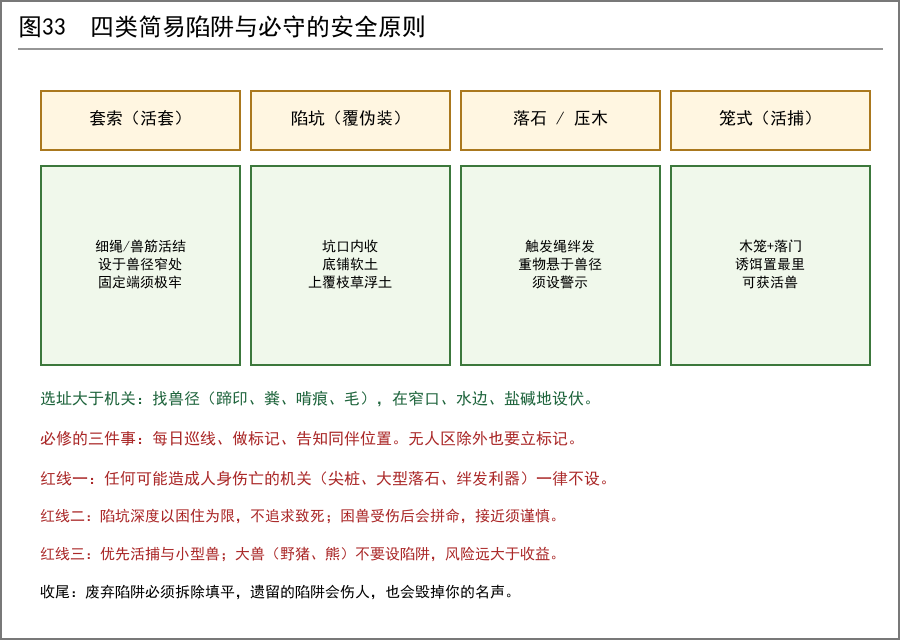 图33 四类简易陷阱与必守的安全原则
套索（活套）
陷坑（覆伪装）
落石 / 压木
笼式（活捕）
细绳/兽筋活结
设于兽径窄处
固定端须极牢
坑口内收
底铺软土
上覆枝草浮土
触发绳绊发
重物悬于兽径
须设警示
木笼+落门
诱饵置最里
可获活兽
选址大于机关：找兽径（蹄印、粪、啃痕、毛），在窄口、水边、盐碱地设伏。
必修的三件事：每日巡线、做标记、告知同伴位置。无人区除外也要立标记。
红线一：任何可能造成人身伤亡的机关（尖桩、大型落石、绊发利器）一律不设。
红线二：陷坑深度以困住为限，不追求致死；困兽受伤后会拼命，接近须谨慎。
红线三：优先活捕与小型兽；大兽（野猪、熊）不要设陷阱，风险远大于收益。
收尾：废弃陷阱必须拆除填平，遗留的陷阱会伤人，也会毁掉你的名声。